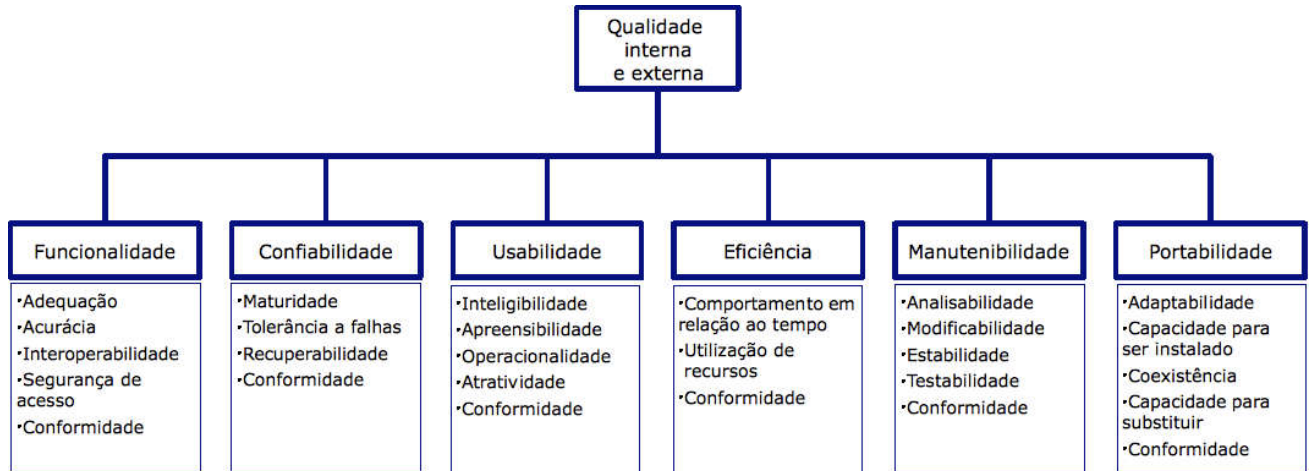 Qualidade
interna
e externa
Funcionalidade
·Adequação
·Acurácia
·Interoperabilidade
·Segurança de
acesso
·Conformidade
Confiabilidade
·Maturidade
·Tolerância a falhas
·Recuperabilidade
·Conformidade
Usabilidade
·Inteligibilidade
·Apreensibilidade
·Operacionalidade
·Atratividade
·Conformidade
Eficiência
·Comportamento em
relação ao tempo
·Utilização de
recursos
·Conformidade
Manutenibilidade
·Analisabilidade
·Modificabilidade
·Estabilidade
·Testabilidade
·Conformidade
Portabilidade
·Adaptabilidade
·Capacidade para
ser instalado
·Coexistência
·Capacidade para
substituir
·Conformidade